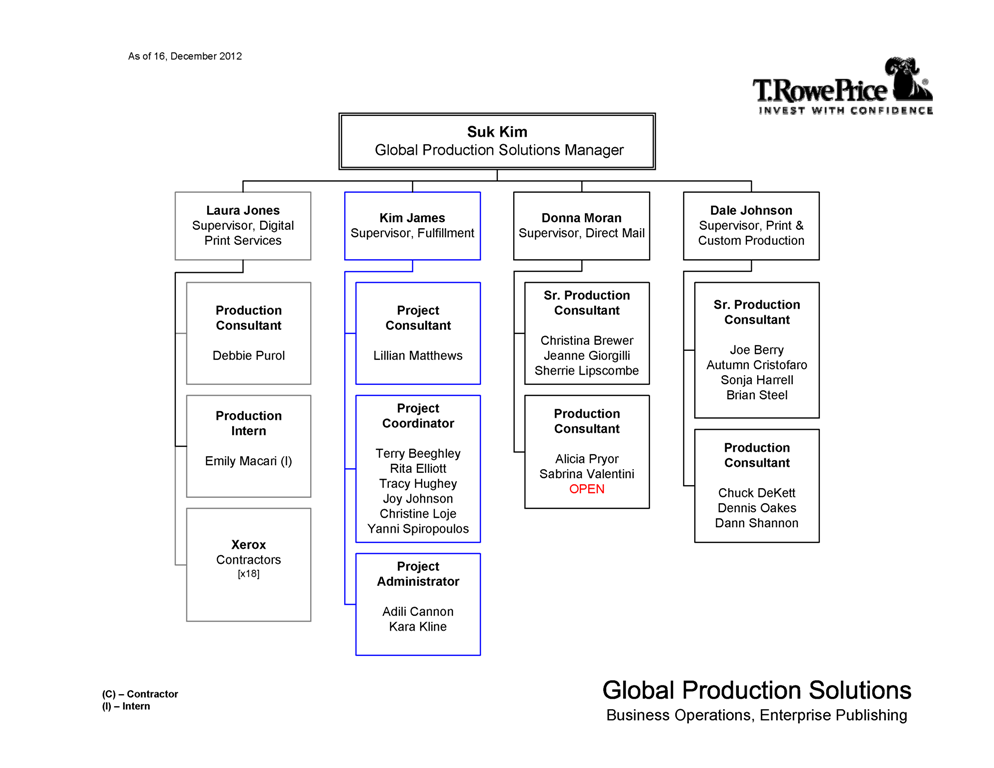 As of 16, December 2012
T.RowePrice ®
INVEST WITH CONFIDENCE
Suk Kim
Global Production Solutions Manager
Laura Jones
Supervisor, Digital
Print Services
Production
Consultant
Debbie Purol
Production
Intern
Emily Macari (I)
Xerox
Contractors
[x18]
Kim James
Supervisor, Fulfillment
Project
Consultant
Lillian Matthews
Project
Coordinator
Terry Beeghley
Rita Elliott
Tracy Hughey
Joy Johnson
Christine Loje
Yanni Spiropoulos
Project
Administrator
Adili Cannon
Kara Kline
Donna Moran
Supervisor, Direct Mail
Sr. Production
Consultant
Christina Brewer
Jeanne Giorgilli
Sherrie Lipscombe
Production
Consultant
Alicia Pryor
Sabrina Valentini
OPEN
Dale Johnson
Supervisor, Print &
Custom Production
Sr. Production
Consultant
Joe Berry
Autumn Cristofaro
Sonja Harrell
Brian Steel
Production
Consultant
Chuck DeKett
Dennis Oakes
Dann Shannon
(C) – Contractor
(I) – Intern
Global Production Solutions
Business Operations, Enterprise Publishing